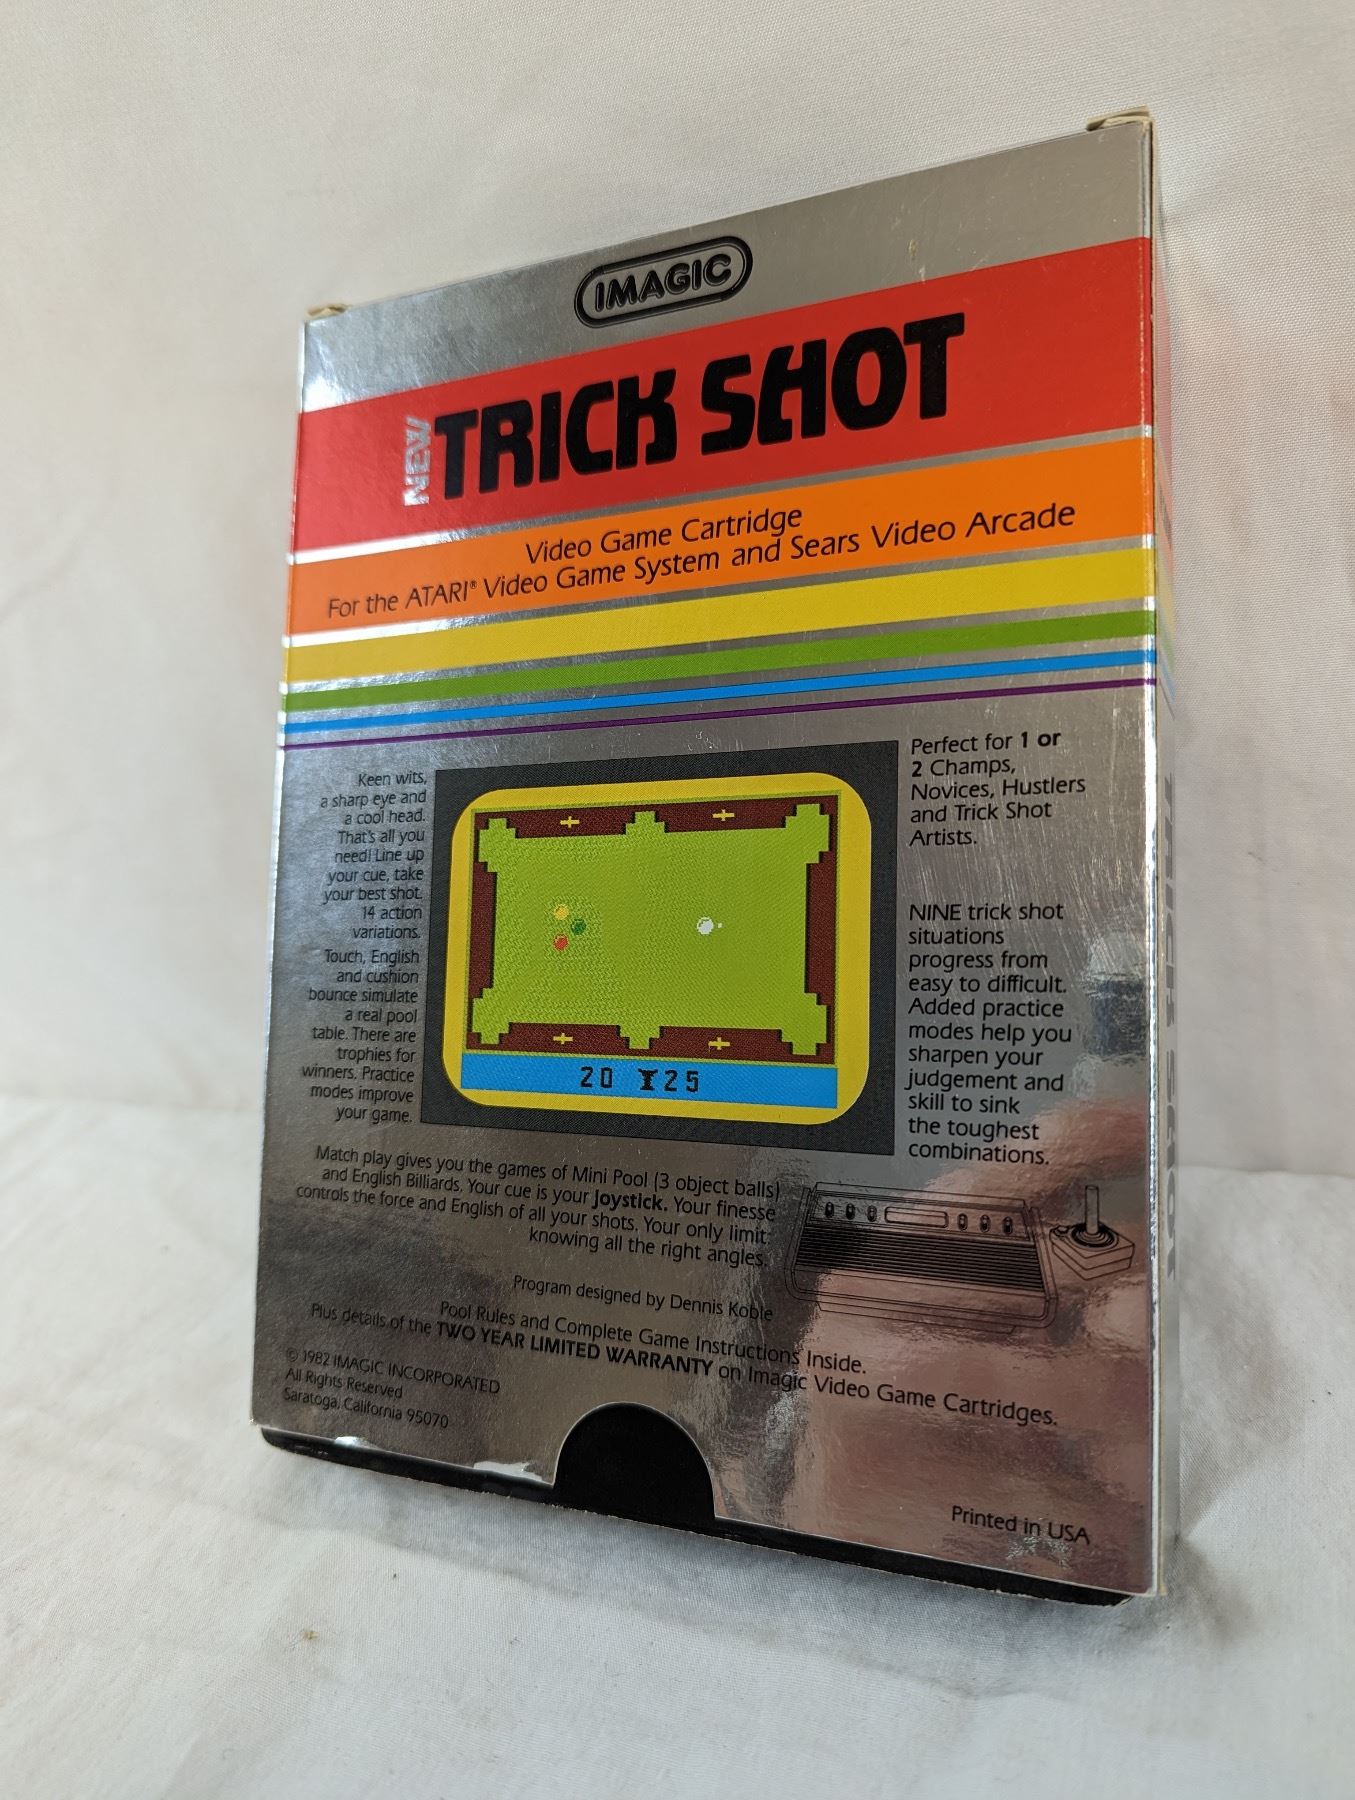 IMAGIC
NEW/
TRICK SHOT
Video Game Cartridge
For the ATARI® Video Game System and Sears Video Arcade
Keen wits,
a sharp eye and
a cool head.
That's all you
need! Line up
your cue, take
your best shot.
14 action
variations.
Touch, English
and cushion
bounce simulate
a real pool
table. There are
trophies for
winners. Practice
modes improve
your game.
20 25
Perfect for 1 or
2 Champs,
Novices, Hustlers
and Trick Shot
Artists.
NINE trick shot
situations
progress from
easy to difficult.
Added practice
modes help you
sharpen your
judgement and
skill to sink
the toughest
combinations.
Match play gives you the games of Mini Pool (3 object balls)
and English Billiards. Your cue is your Joystick. Your finesse
controls the force and English of all your shots. Your only limit:
knowing all the right angles.
Program designed by Dennis Koble
Pool Rules and Complete Game Instructions Inside.
Plus details of the TWO YEAR LIMITED WARRANTY on Imagic Video Game Cartridges.
© 1982 IMAGIC INCORPORATED
All Rights Reserved
Saratoga, California 95070
Printed in USA
TRICK SHOT